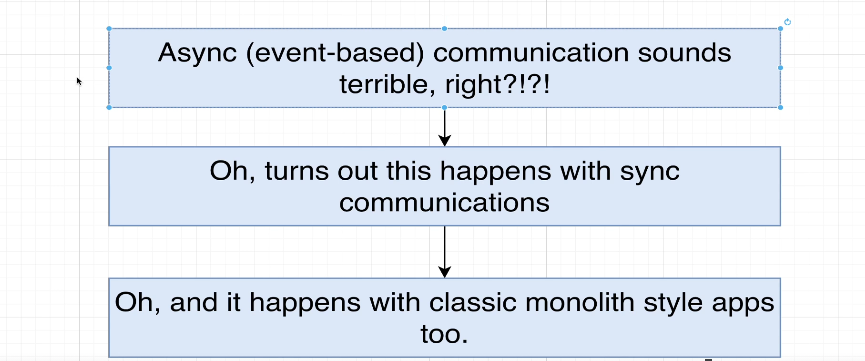 Async (event-based) communication sounds
terrible, right?!?!
Oh, turns out this happens with sync
communications
Oh, and it happens with classic monolith style apps
too.